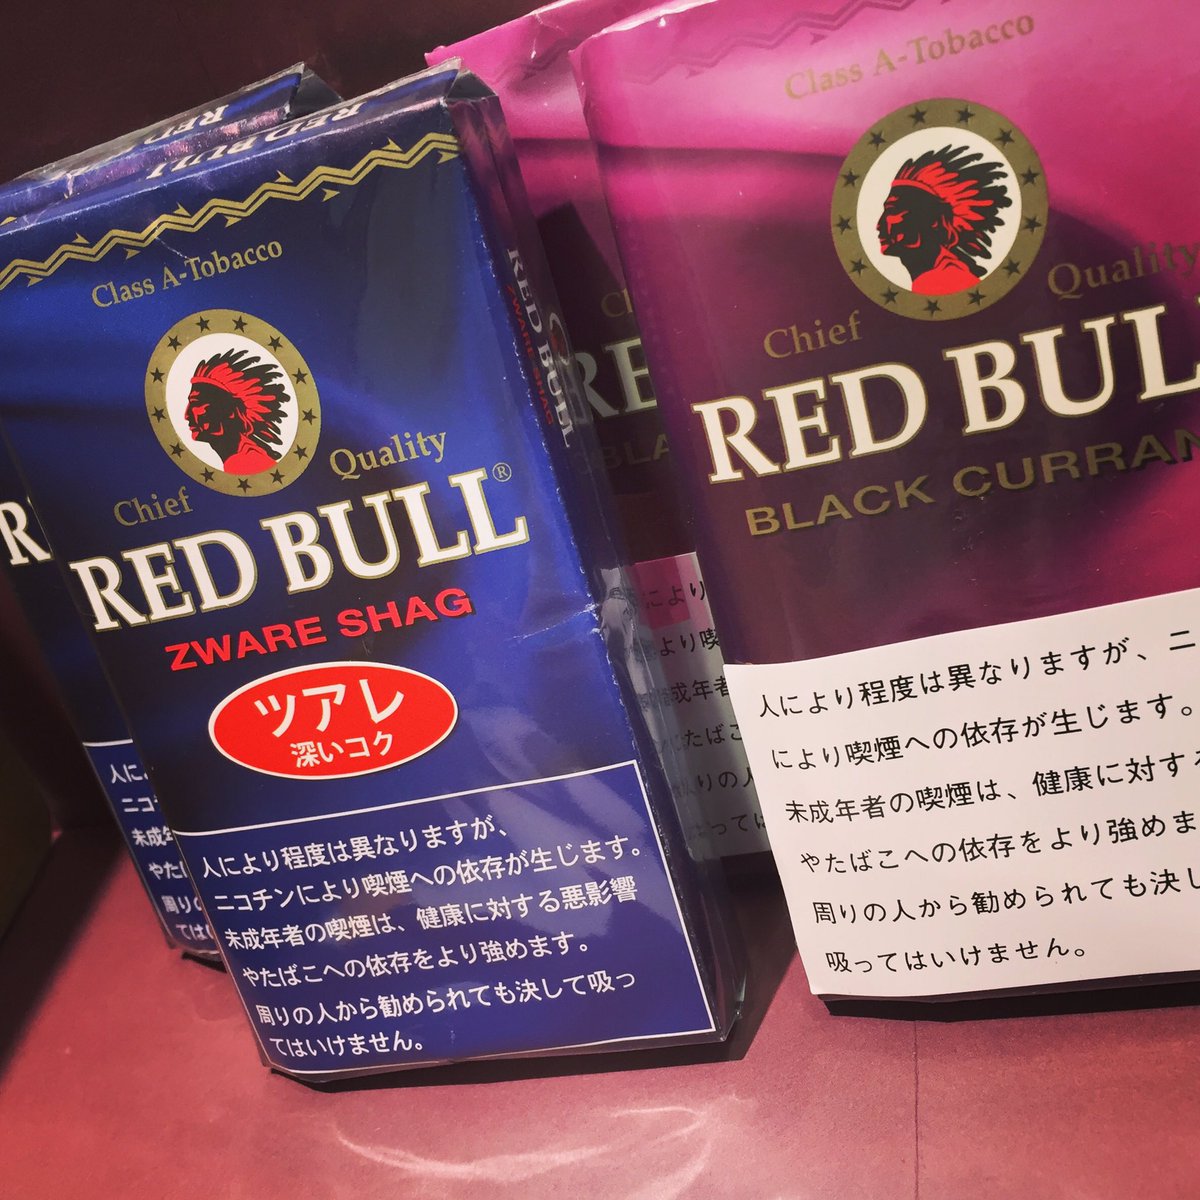 RED BULL
Class A-Tobacco
Chief Quality
RED BULL®
ZWARE SHAG
ツアレ
深いコク
人により程度は異なりますが、
ニコチンにより喫煙への依存が生じます。
未成年者の喫煙は、健康に対する悪影響
やたばこへの依存をより強めます。
周りの人から勧められても決して吸っ
てはいけません。
RED BULL
ZWARE SHAG
Class A-Tobacco
Chief Quality
RED BUL
BLACK CURRAN
人により程度は異なりますが、ニ
により喫煙への依存が生じます。
未成年者の喫煙は、健康に対する
やたばこへの依存をより強めま
周りの人から勧められても決し
吸ってはいけません。